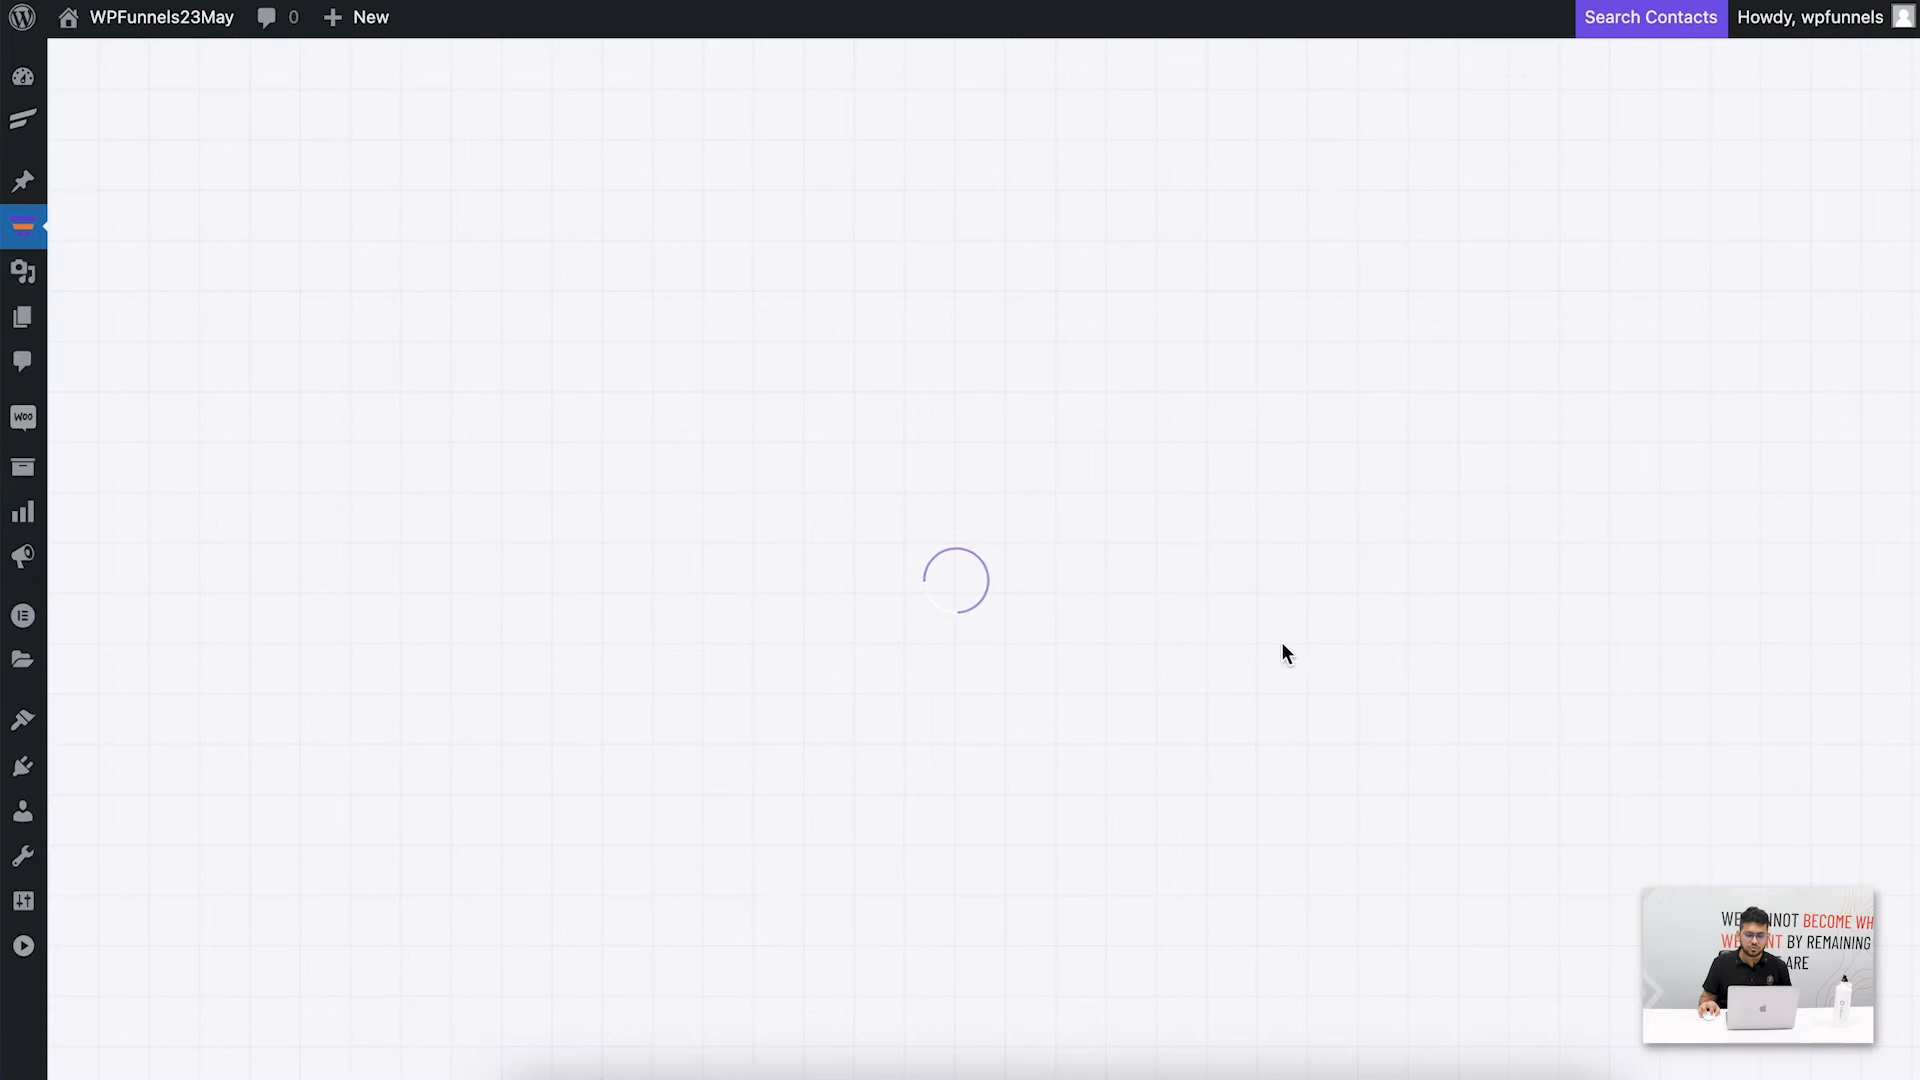 WPFunnels23May 0 New Search Contacts Howdy, wpfunnels
Woo
NOT BECOME WH
BY REMAINING
ARE